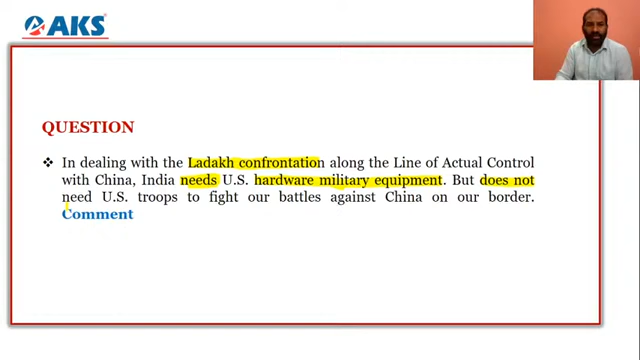 AKS
QUESTION
❖ In dealing with the Ladakh confrontation along the Line of Actual Control
with China, India needs U.S. hardware military equipment. But does not
need U.S. troops to fight our battles against China on our border.
Comment